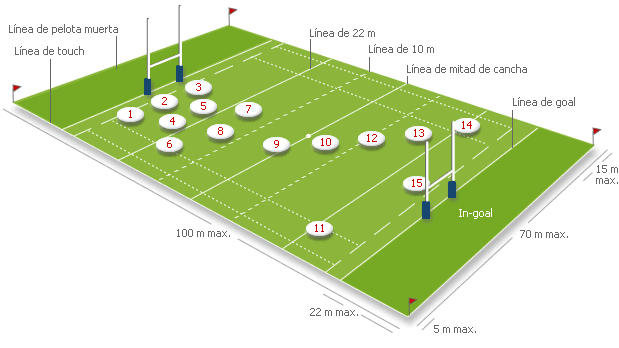 Línea de pelota muerta
Línea de touch
Línea de 22 m
Línea de 10 m
Línea de mitad de cancha
Línea de goal
1
2
3
4
5
6
7
8
9
10
11
12
13
14
15
In-goal
15 m
max.
70 m max.
100 m max.
22 m max.
5 m max.